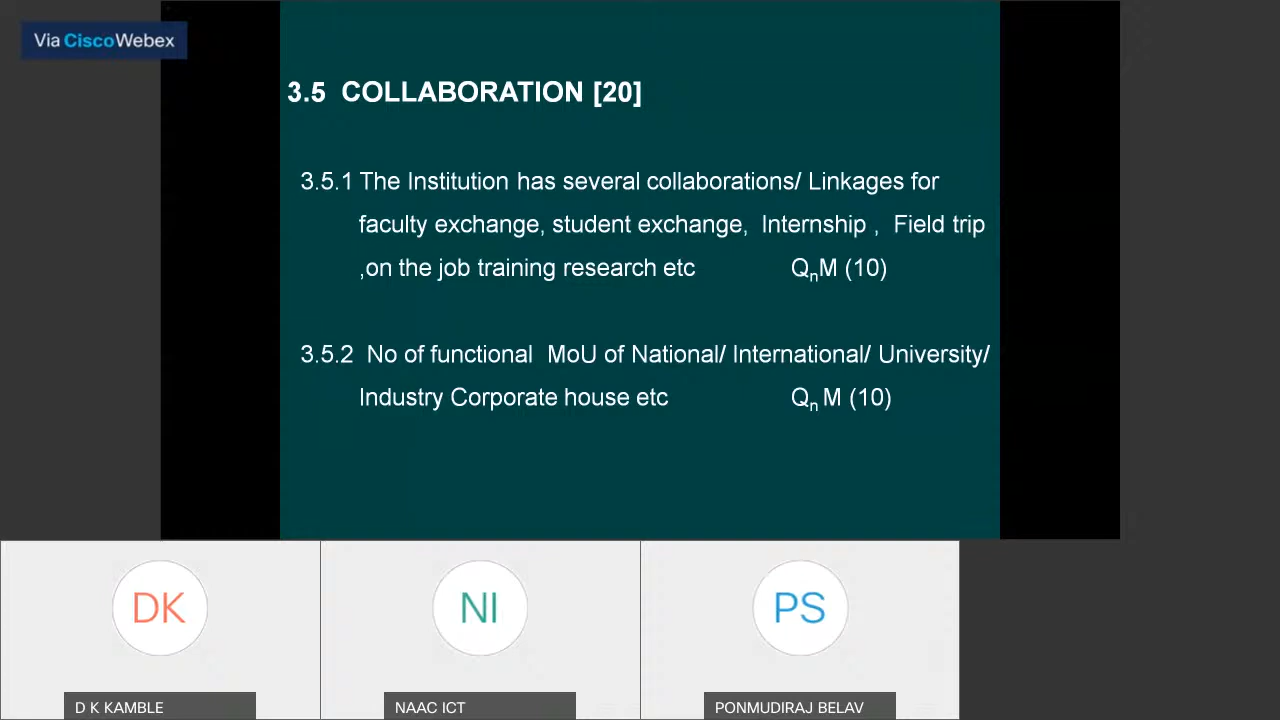 Via CiscoWebex
3.5 COLLABORATION [20]
3.5.1 The Institution has several collaborations/ Linkages for
faculty exchange, student exchange, Internship , Field trip
,on the job training research etc QnM (10)
3.5.2 No of functional MoU of National/ International/ University/
Industry Corporate house etc Qn M (10)
DK NI PS
D K KAMBLE NAAC ICT PONMUDIRAJ BELAV